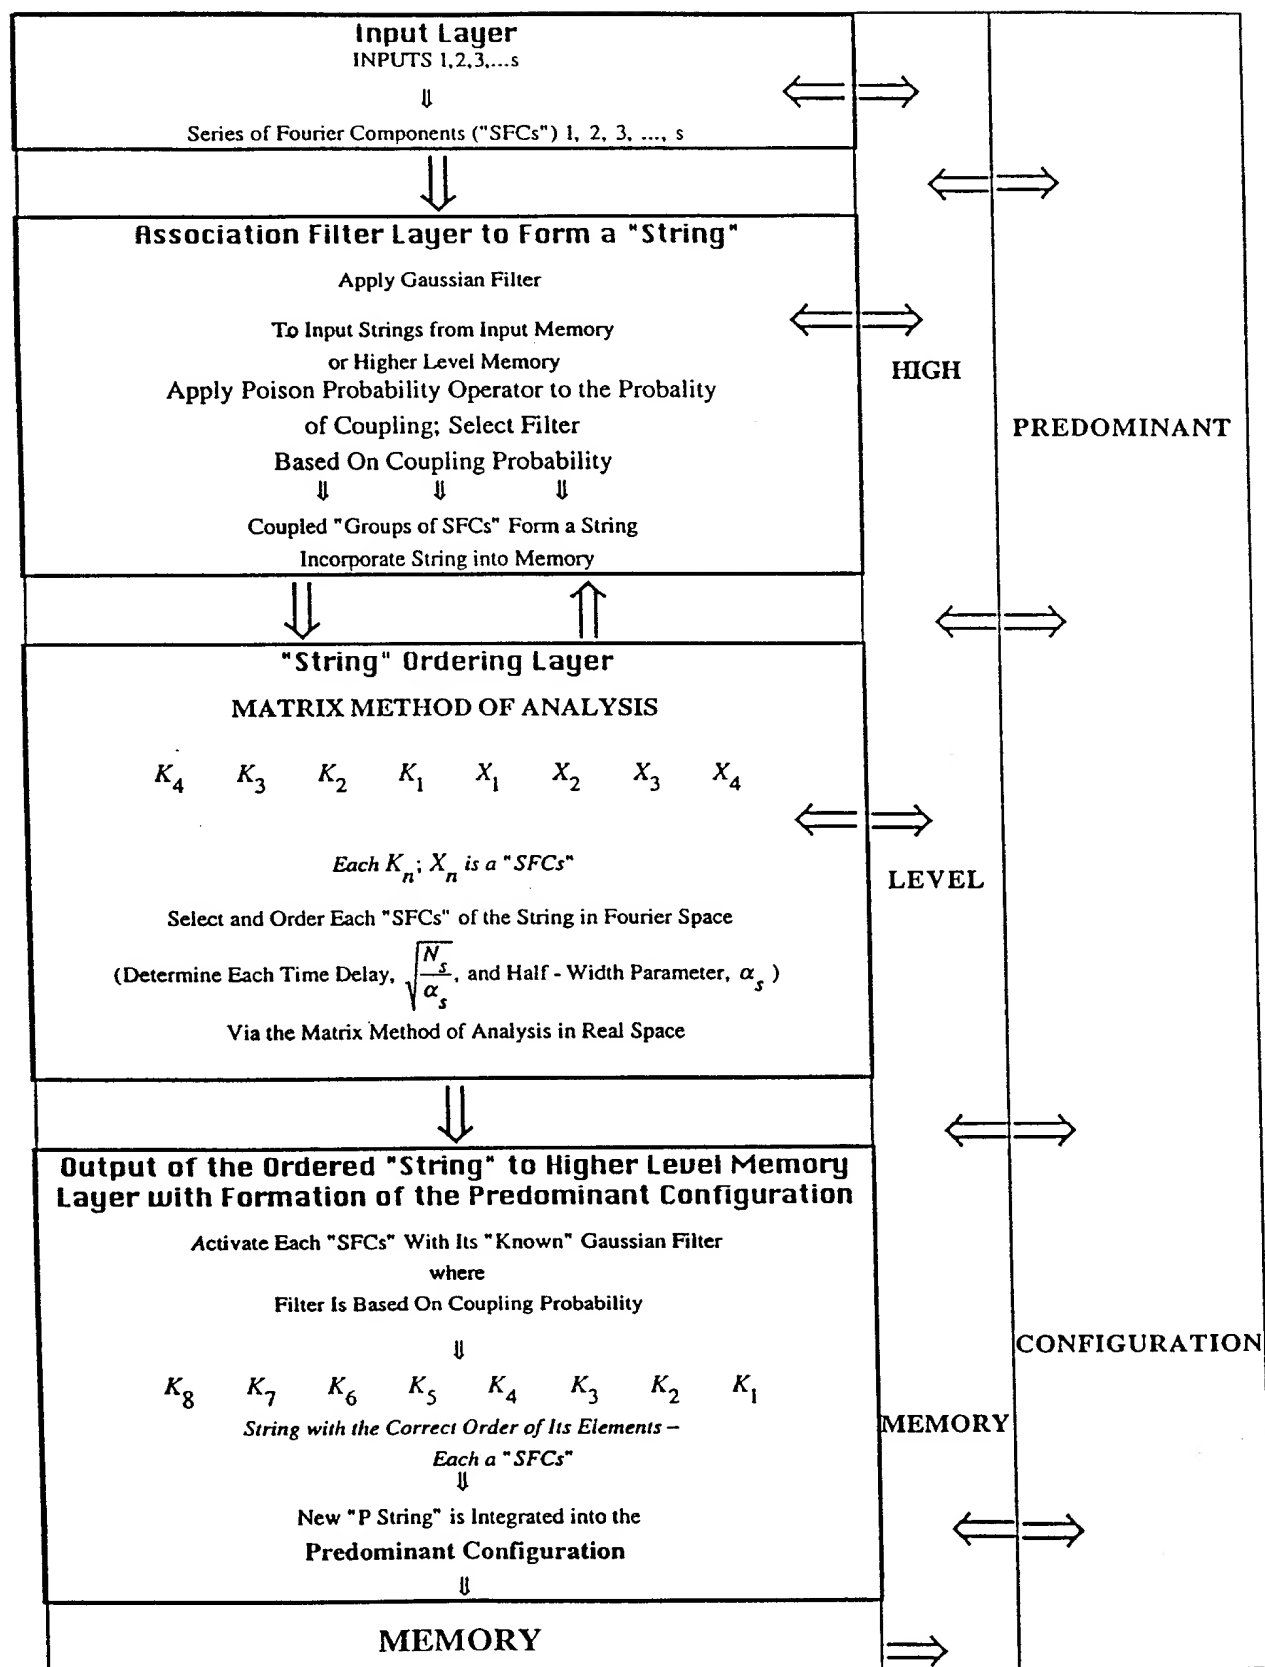 Input Layer
INPUTS 1,2,3,...s
⇓
Series of Fourier Components ("SFCs") 1, 2, 3, ..., s
Association Filter Layer to Form a "String"
Apply Gaussian Filter
To Input Strings from Input Memory
or Higher Level Memory
Apply Poison Probability Operator to the Probality
of Coupling; Select Filter
Based On Coupling Probability
⇓ ⇓ ⇓
Coupled "Groups of SFCs" Form a String
Incorporate String into Memory
"String" Ordering Layer
MATRIX METHOD OF ANALYSIS
K₄ K₃ K₂ K₁ X₁ X₂ X₃ X₄
Each Kₙ; Xₙ is a "SFCs"
Select and Order Each "SFCs" of the String in Fourier Space
(Determine Each Time Delay, √(Nₛ/αₛ), and Half - Width Parameter, αₛ )
Via the Matrix Method of Analysis in Real Space
Output of the Ordered "String" to Higher Level Memory
Layer with Formation of the Predominant Configuration
Activate Each "SFCs" With Its "Known" Gaussian Filter
where
Filter Is Based On Coupling Probability
⇓
K₈ K₇ K₆ K₅ K₄ K₃ K₂ K₁
String with the Correct Order of Its Elements –
Each a "SFCs"
⇓
New "P String" is Integrated into the
Predominant Configuration
⇓
MEMORY
HIGH
LEVEL
MEMORY
PREDOMINANT
CONFIGURATION